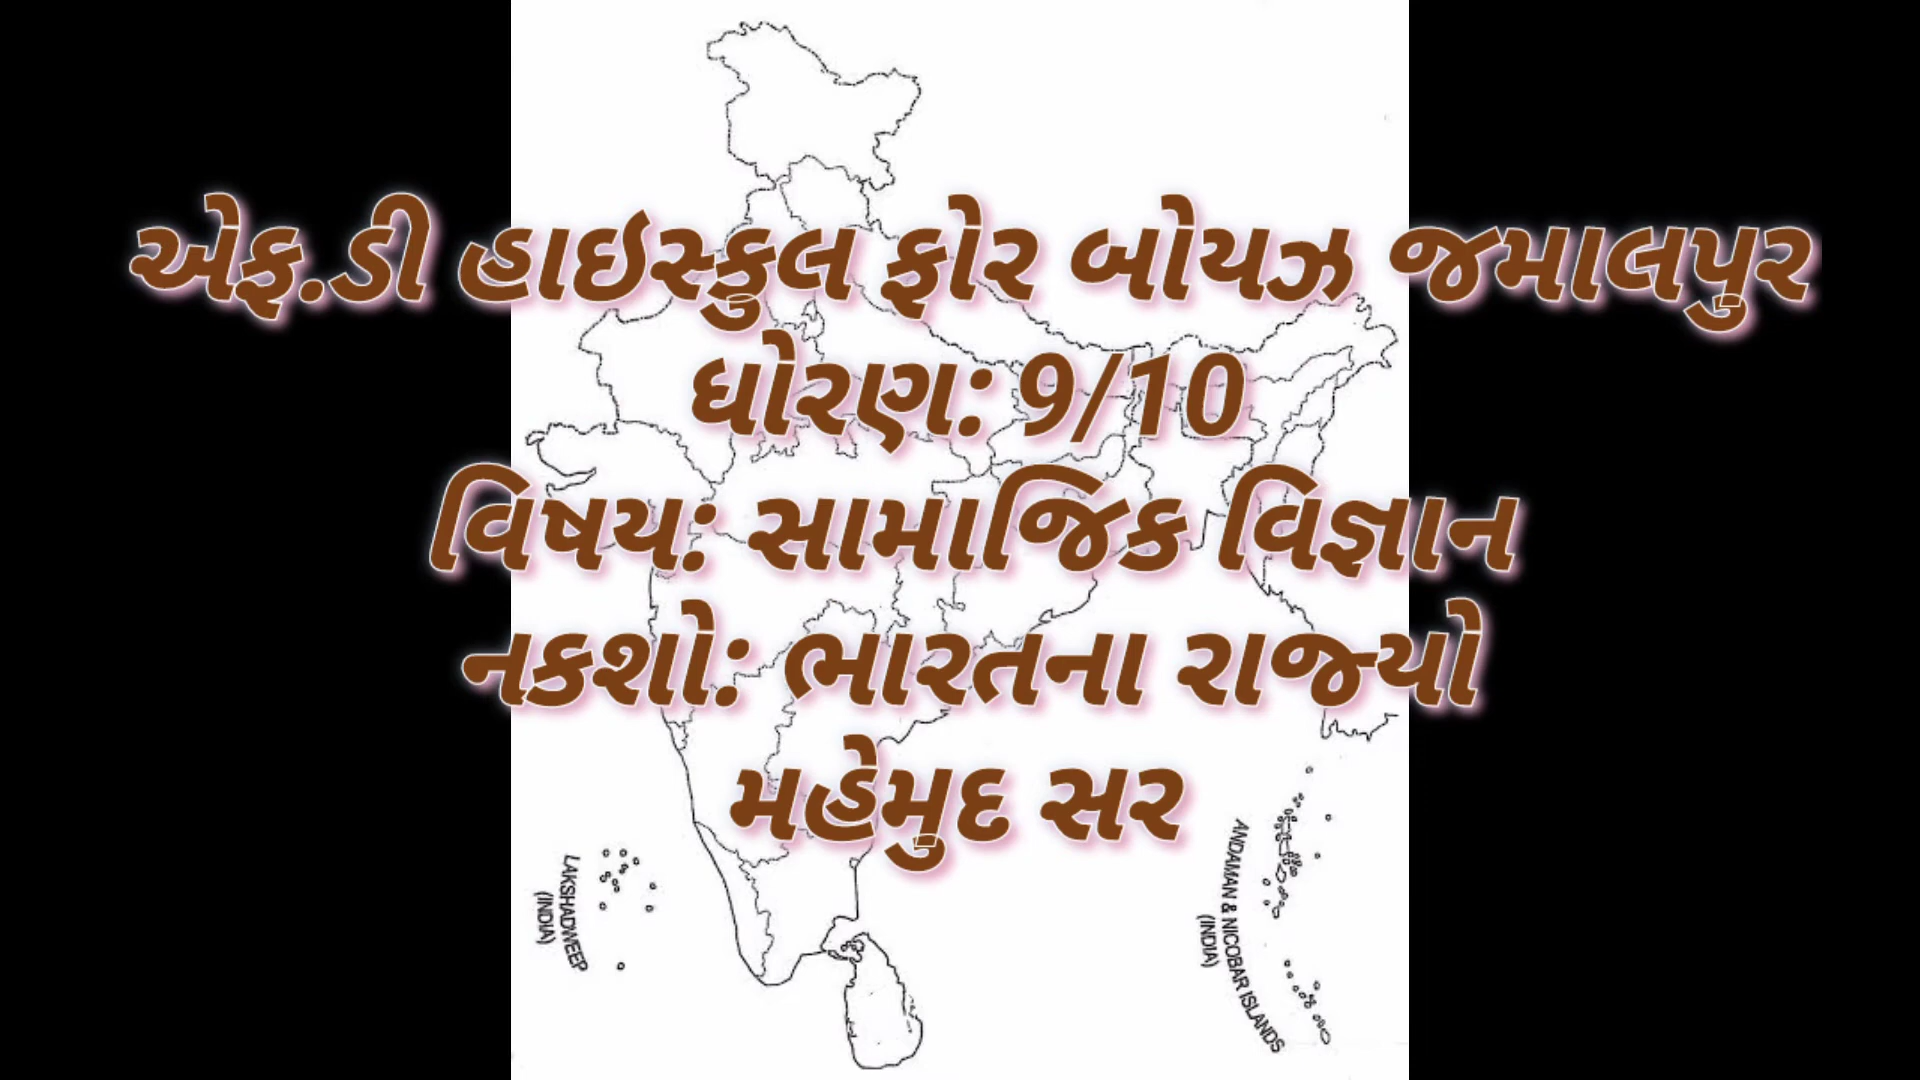 એફ.ડી હાઇસ્કુલ ફોર બોયઝ જમાલપુર
ધોરણ: 9/10
વિષય: સામાજિક વિજ્ઞાન
નકશો: ભારતના રાજ્યો
મહેમુદ સર
LAKSHADWEEP
(INDIA)
ANDAMAN & NICOBAR ISLANDS
(INDIA)